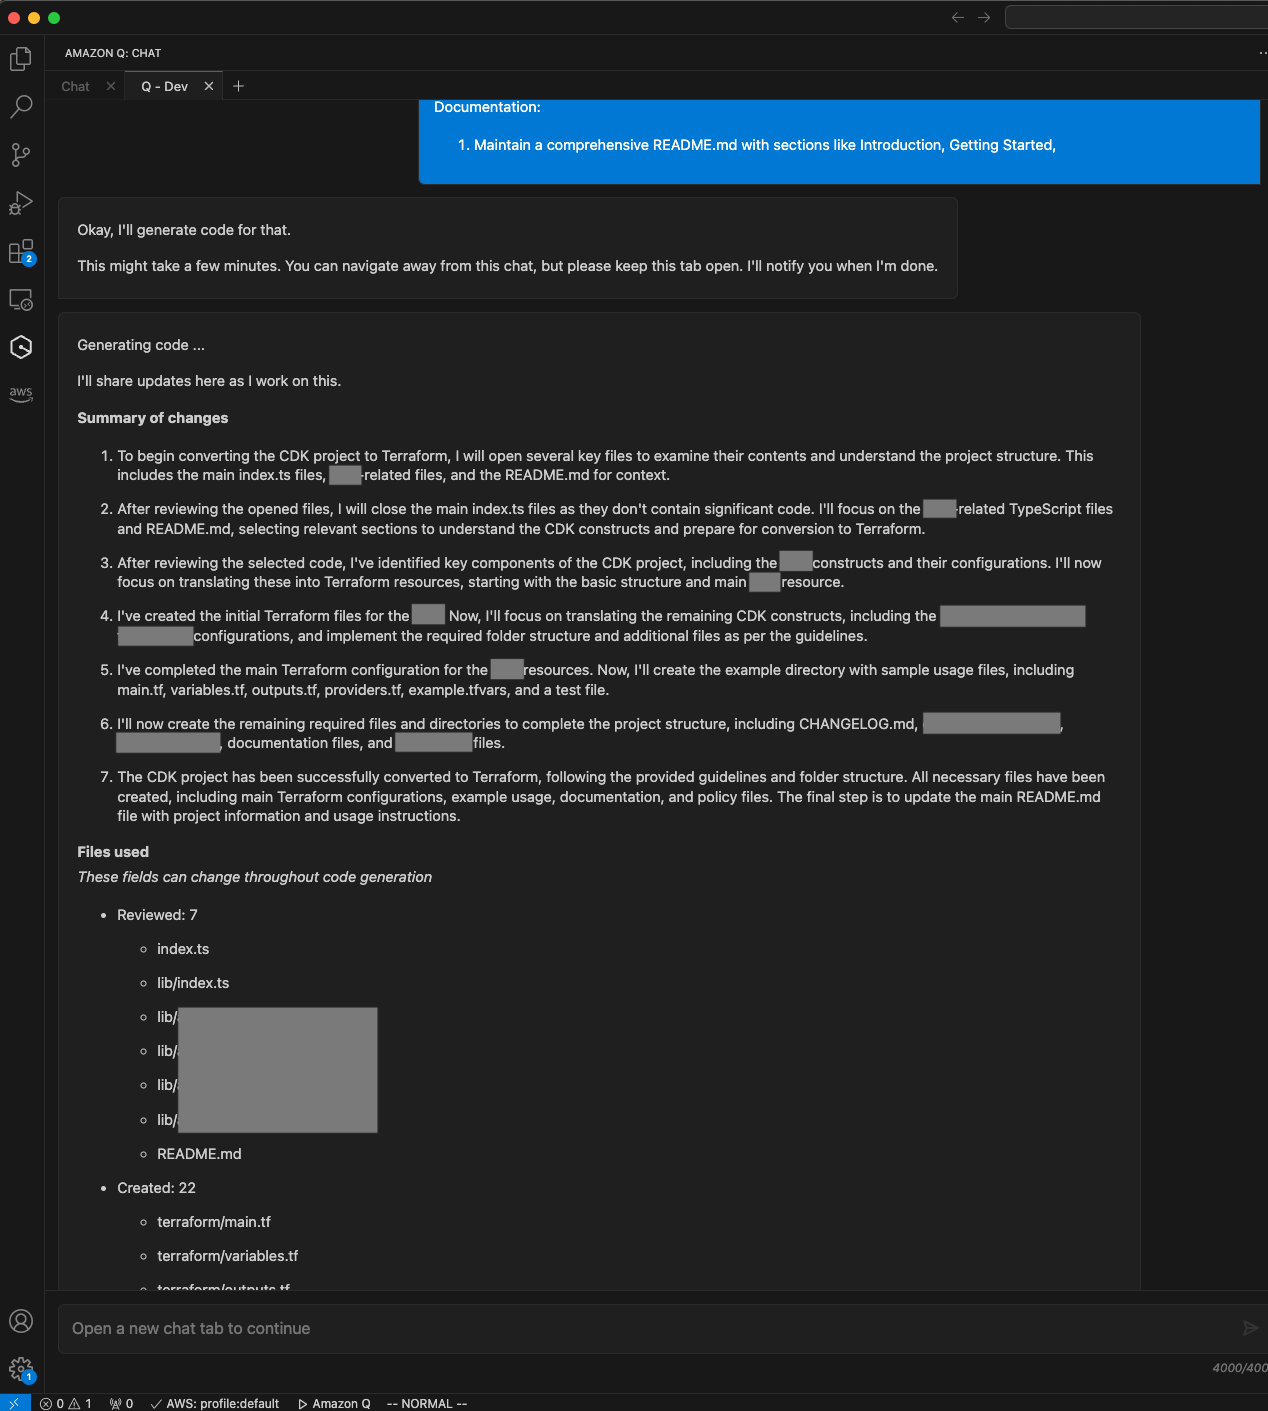 AMAZON Q: CHAT
Chat
Q - Dev
Documentation:
1. Maintain a comprehensive README.md with sections like Introduction, Getting Started,
Okay, I'll generate code for that.
This might take a few minutes. You can navigate away from this chat, but please keep this tab open. I'll notify you when I'm done.
Generating code ...
I'll share updates here as I work on this.
Summary of changes
1. To begin converting the CDK project to Terraform, I will open several key files to examine their contents and understand the project structure. This
includes the main index.ts files, -related files, and the README.md for context.
2. After reviewing the opened files, I will close the main index.ts files as they don't contain significant code. I'll focus on the -related TypeScript files
and README.md, selecting relevant sections to understand the CDK constructs and prepare for conversion to Terraform.
3. After reviewing the selected code, I've identified key components of the CDK project, including the constructs and their configurations. I'll now
focus on translating these into Terraform resources, starting with the basic structure and main resource.
4. I've created the initial Terraform files for the Now, I'll focus on translating the remaining CDK constructs, including the
configurations, and implement the required folder structure and additional files as per the guidelines.
5. I've completed the main Terraform configuration for the resources. Now, I'll create the example directory with sample usage files, including
main.tf, variables.tf, outputs.tf, providers.tf, example.tfvars, and a test file.
6. I'll now create the remaining required files and directories to complete the project structure, including CHANGELOG.md, ,
, documentation files, and files.
7. The CDK project has been successfully converted to Terraform, following the provided guidelines and folder structure. All necessary files have been
created, including main Terraform configurations, example usage, documentation, and policy files. The final step is to update the main README.md
file with project information and usage instructions.
Files used
These fields can change throughout code generation
• Reviewed: 7
index.ts
lib/index.ts
lib/
lib/
lib/
lib/
README.md
• Created: 22
terraform/main.tf
terraform/variables.tf
terraform/outputs.tf
Open a new chat tab to continue
4000/400
2
aws
1
0 1 0 AWS: profile:default Amazon Q -- NORMAL --